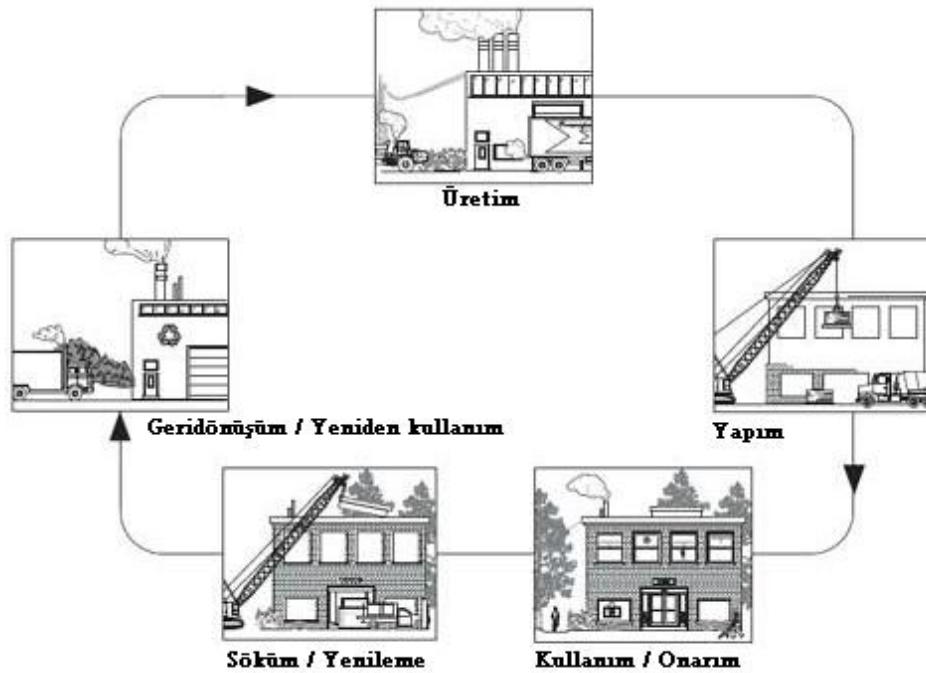 Üretim
Geridönüşüm / Yeniden kullanım
Yapım
Söküm / Yenileme
Kullanım / Onarım